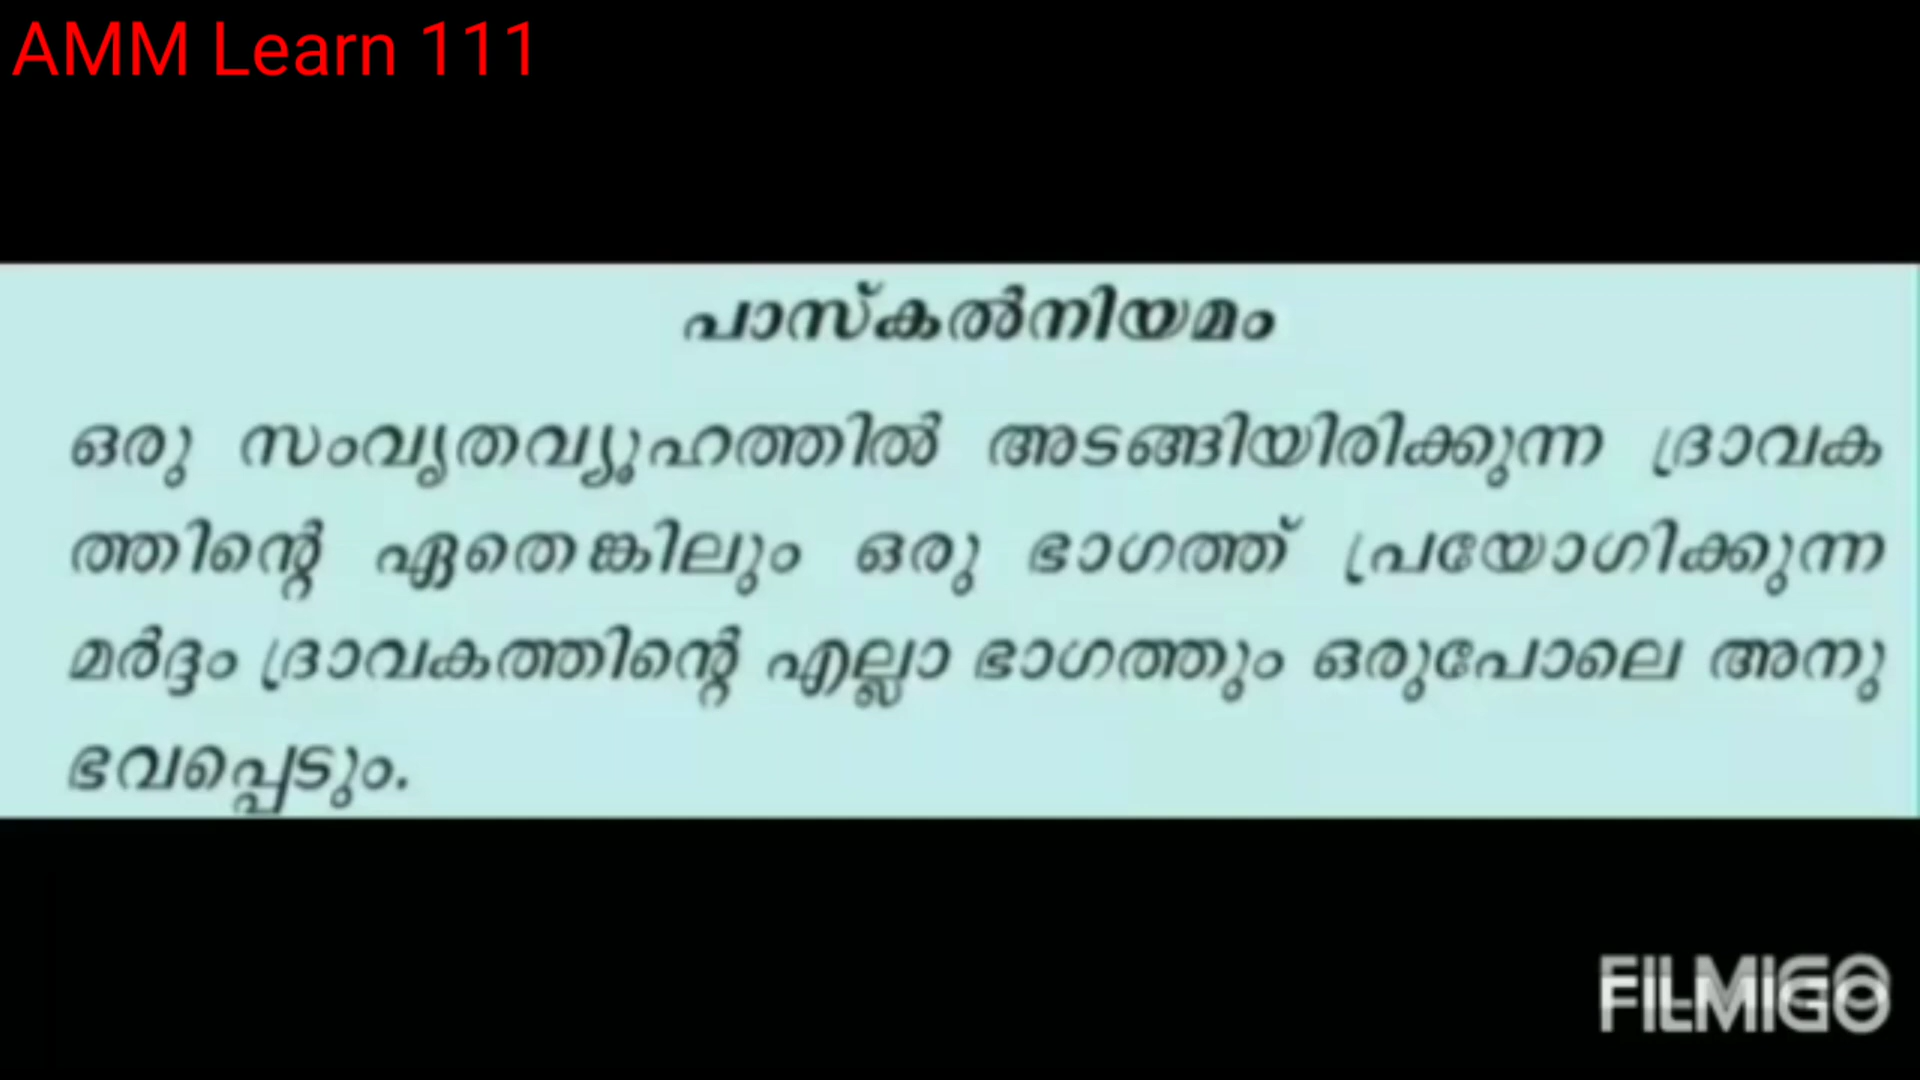 AMM Learn 111
പാസ്കൽനിയമം
ഒരു സംവൃതവ്യൂഹത്തിൽ അടങ്ങിയിരിക്കുന്ന ദ്രാവക
ത്തിന്റെ ഏതെങ്കിലും ഒരു ഭാഗത്ത് പ്രയോഗിക്കുന്ന
മർദ്ദം ദ്രാവകത്തിന്റെ എല്ലാ ഭാഗത്തും ഒരുപോലെ അനു
ഭവപ്പെടും.
FILMIGO